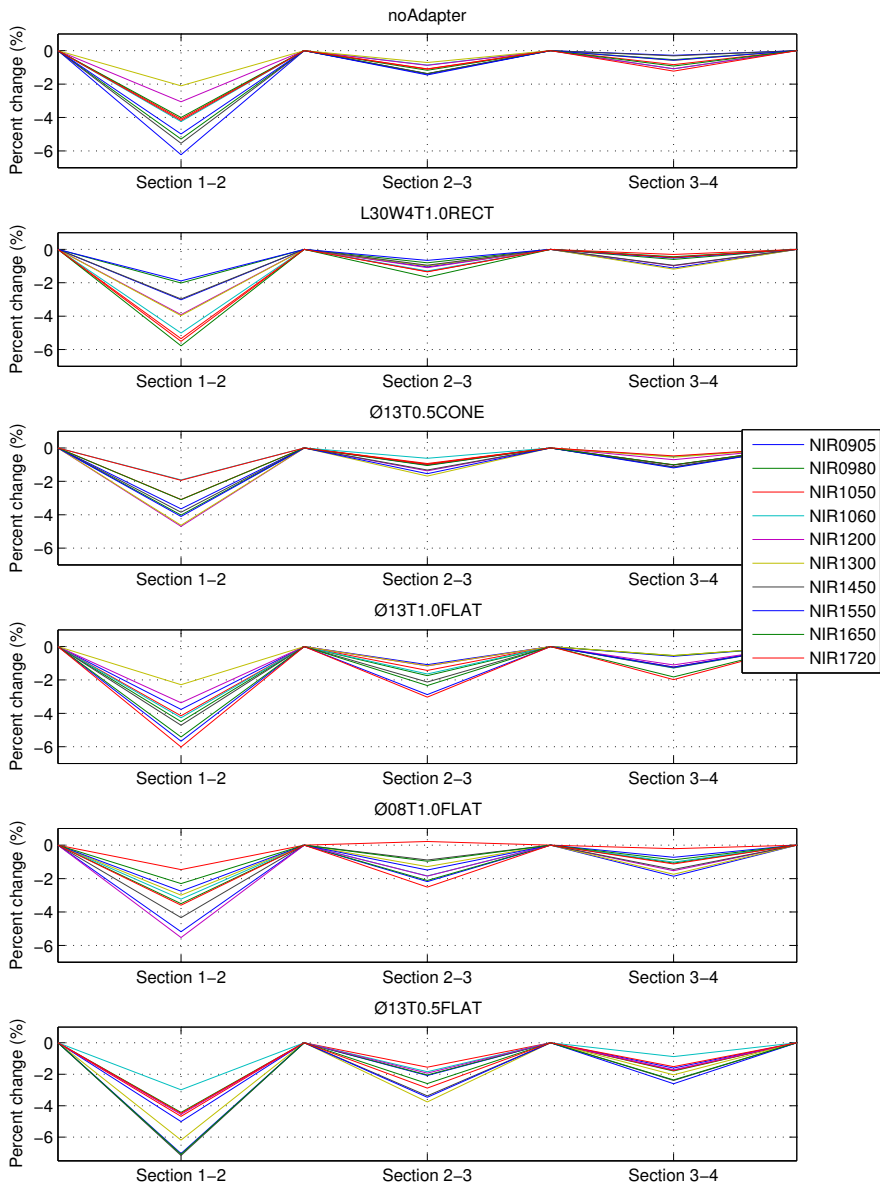 noAdapter
Percent change (%)
0
−2
−4
−6
Section 1−2
Section 2−3
Section 3−4
L30W4T1.0RECT
Percent change (%)
0
−2
−4
−6
Section 1−2
Section 2−3
Section 3−4
Ø13T0.5CONE
Percent change (%)
0
−2
−4
−6
Section 1−2
Section 2−3
Section 3−4
NIR0905
NIR0980
NIR1050
NIR1060
NIR1200
NIR1300
NIR1450
NIR1550
NIR1650
NIR1720
Ø13T1.0FLAT
Percent change (%)
0
−2
−4
−6
Section 1−2
Section 2−3
Section 3−4
Ø08T1.0FLAT
Percent change (%)
0
−2
−4
−6
Section 1−2
Section 2−3
Section 3−4
Ø13T0.5FLAT
Percent change (%)
0
−2
−4
−6
Section 1−2
Section 2−3
Section 3−4